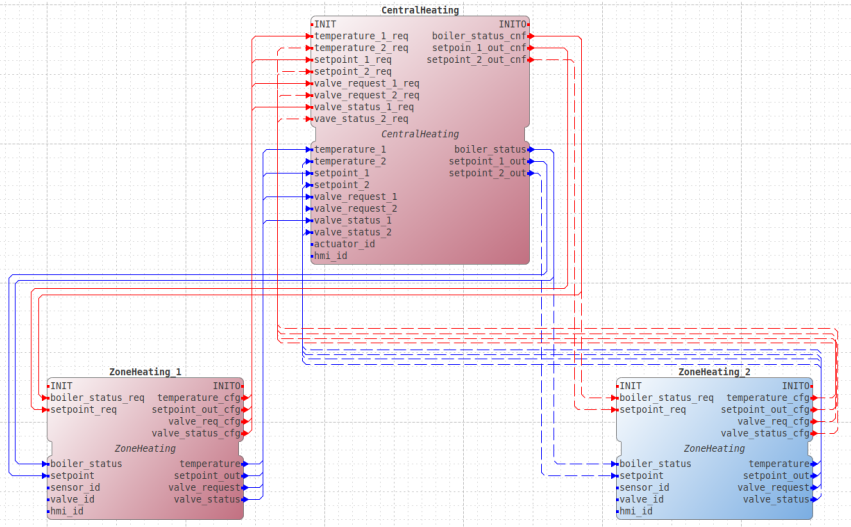 CentralHeating
INIT INITO
temperature_1_req boiler_status_cnf
temperature_2_req setpoin_1_out_cnf
setpoint_1_req setpoint_2_out_cnf
setpoint_2_req
valve_request_1_req
valve_request_2_req
valve_status_1_req
vave_status_2_req
CentralHeating
temperature_1 boiler_status
temperature_2 setpoint_1_out
setpoint_1 setpoint_2_out
setpoint_2
valve_request_1
valve_request_2
valve_status_1
valve_status_2
actuator_id
hmi_id
ZoneHeating_1
INIT INITO
boiler_status_req temperature_cfg
setpoint_req setpoint_out_cfg
valve_req_cfg
valve_status_cfg
ZoneHeating
boiler_status temperature
setpoint setpoint_out
sensor_id valve_request
valve_id valve_status
hmi_id
ZoneHeating_2
INIT INITO
boiler_status_req temperature_cfg
setpoint_req setpoint_out_cfg
valve_req_cfg
valve_status_cfg
ZoneHeating
boiler_status temperature
setpoint setpoint_out
sensor_id valve_request
valve_id valve_status
hmi_id